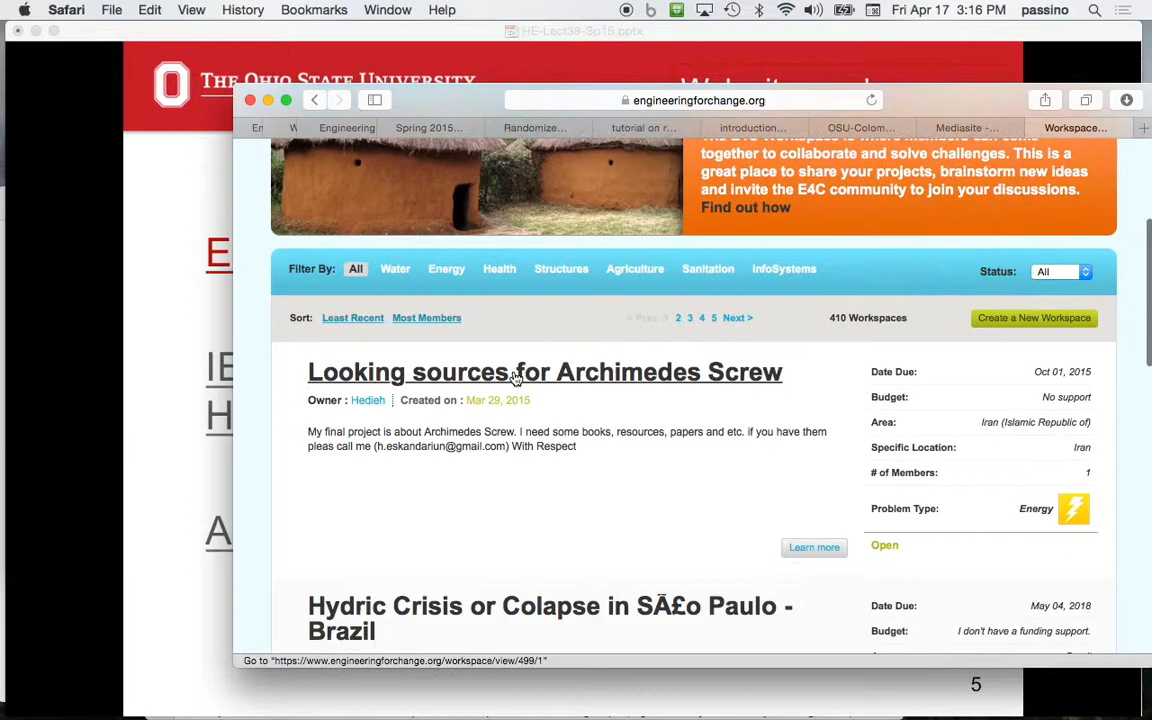 Safari File Edit View History Bookmarks Window Help Fri Apr 17 3:16 PM passino
HE-Lect38-Sp15.potx
THE OHIO STATE UNIVERSITY
engineeringforchange.org
Engineering Spring 2015... Randomize... tutorial on r... introduction... OSU-Colom... Mediasite -... Workspace...
together to collaborate and solve challenges. This is a
great place to share your projects, brainstorm new ideas
and invite the E4C community to join your discussions.
Find out how
Filter By: All Water Energy Health Structures Agriculture Sanitation InfoSystems Status: All
Sort: Least Recent Most Members < Prev 1 2 3 4 5 Next > 410 Workspaces Create a New Workspace
Looking sources for Archimedes Screw
Owner : Hedieh Created on : Mar 29, 2015
My final project is about Archimedes Screw. I need some books, resources, papers and etc. if you have them
pleas call me (h.eskandariun@gmail.com) With Respect
Learn more
Date Due: Oct 01, 2015
Budget: No support
Area: Iran (Islamic Republic of)
Specific Location: Iran
# of Members: 1
Problem Type: Energy
Open
Hydric Crisis or Colapse in SÃ£o Paulo -
Brazil
Date Due: May 04, 2018
Budget: I don't have a funding support.
Go to "https://www.engineeringforchange.org/workspace/view/499/1"
5